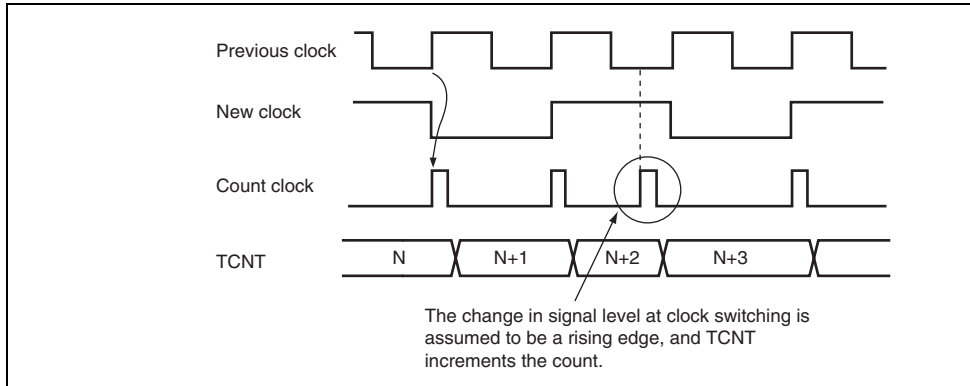 Previous clock
New clock
Count clock
TCNT
N
N+1
N+2
N+3
The change in signal level at clock switching is
assumed to be a rising edge, and TCNT
increments the count.